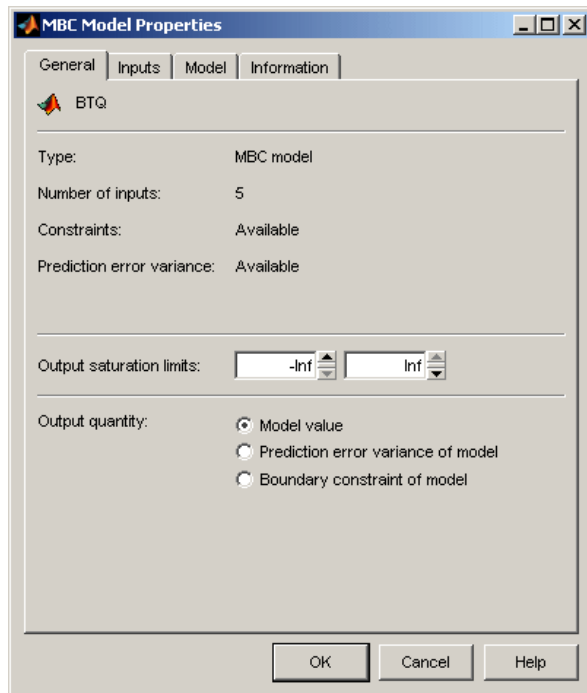 MBC Model Properties
General Inputs Model Information
BTQ
Type: MBC model
Number of inputs: 5
Constraints: Available
Prediction error variance: Available
Output saturation limits: -Inf Inf
Output quantity: Model value
Prediction error variance of model
Boundary constraint of model
OK Cancel Help